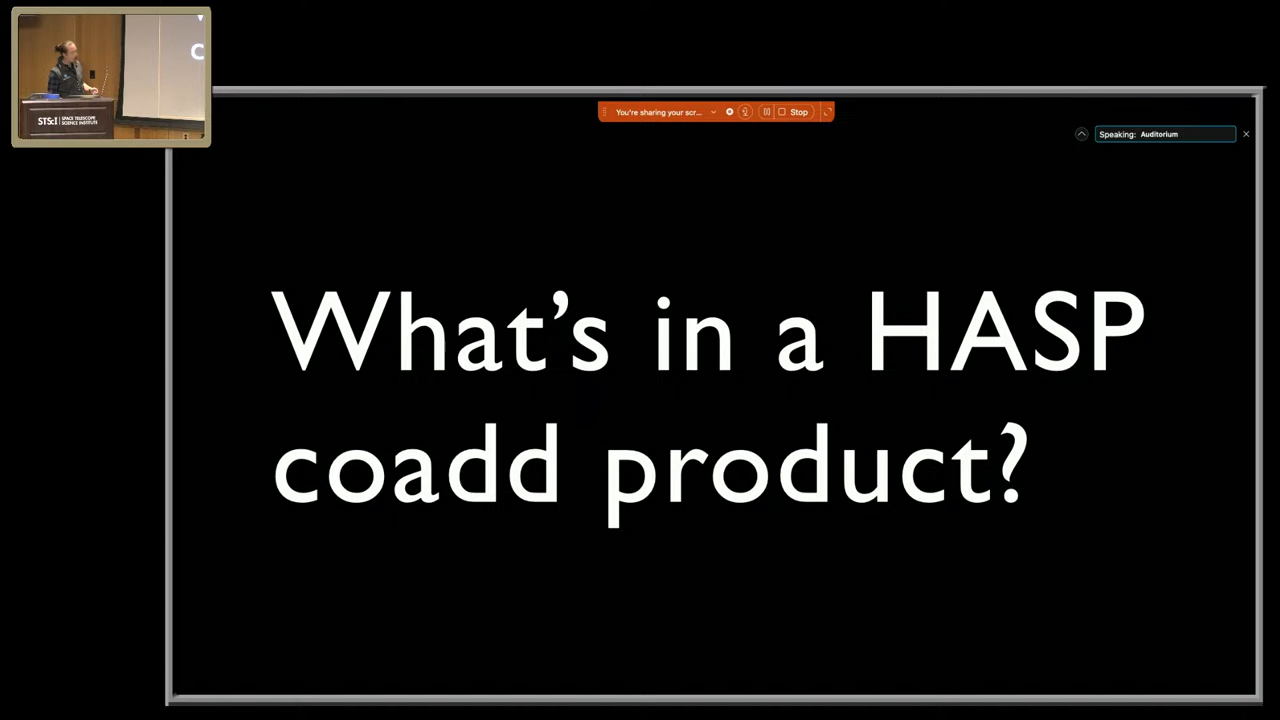 STScI | SPACE TELESCOPE
SCIENCE INSTITUTE
C
You're sharing your scr...
Stop
Speaking: Auditorium
What's in a HASP
coadd product?